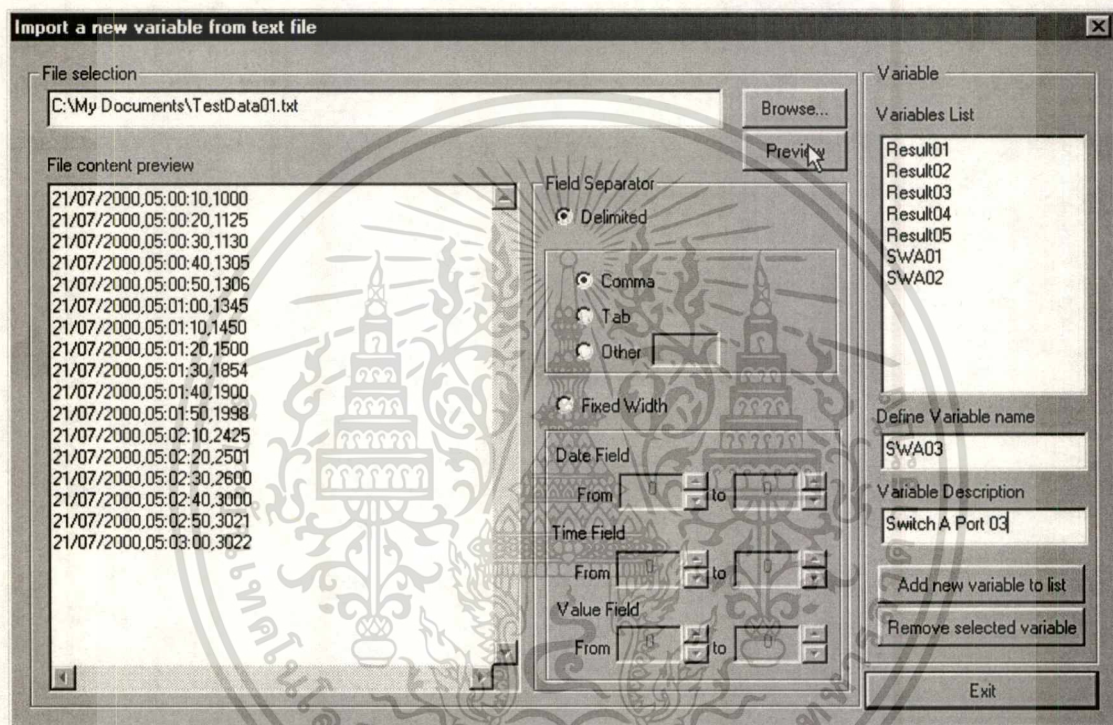 Import a new variable from text file
File selection
C:\My Documents\TestData01.txt
Browse...
Preview
File content preview
21/07/2000,05:00:10,1000
21/07/2000,05:00:20,1125
21/07/2000,05:00:30,1130
21/07/2000,05:00:40,1305
21/07/2000,05:00:50,1306
21/07/2000,05:01:00,1345
21/07/2000,05:01:10,1450
21/07/2000,05:01:20,1500
21/07/2000,05:01:30,1854
21/07/2000,05:01:40,1900
21/07/2000,05:01:50,1998
21/07/2000,05:02:10,2425
21/07/2000,05:02:20,2501
21/07/2000,05:02:30,2600
21/07/2000,05:02:40,3000
21/07/2000,05:02:50,3021
21/07/2000,05:03:00,3022
Field Separator
Delimited
Comma
Tab
Other
Fixed Width
Date Field
From 0 to 0
Time Field
From 0 to 0
Value Field
From 0 to 0
Variable
Variables List
Result01
Result02
Result03
Result04
Result05
SWA01
SWA02
Define Variable name
SWA03
Variable Description
Switch A Port 03
Add new variable to list
Remove selected variable
Exit